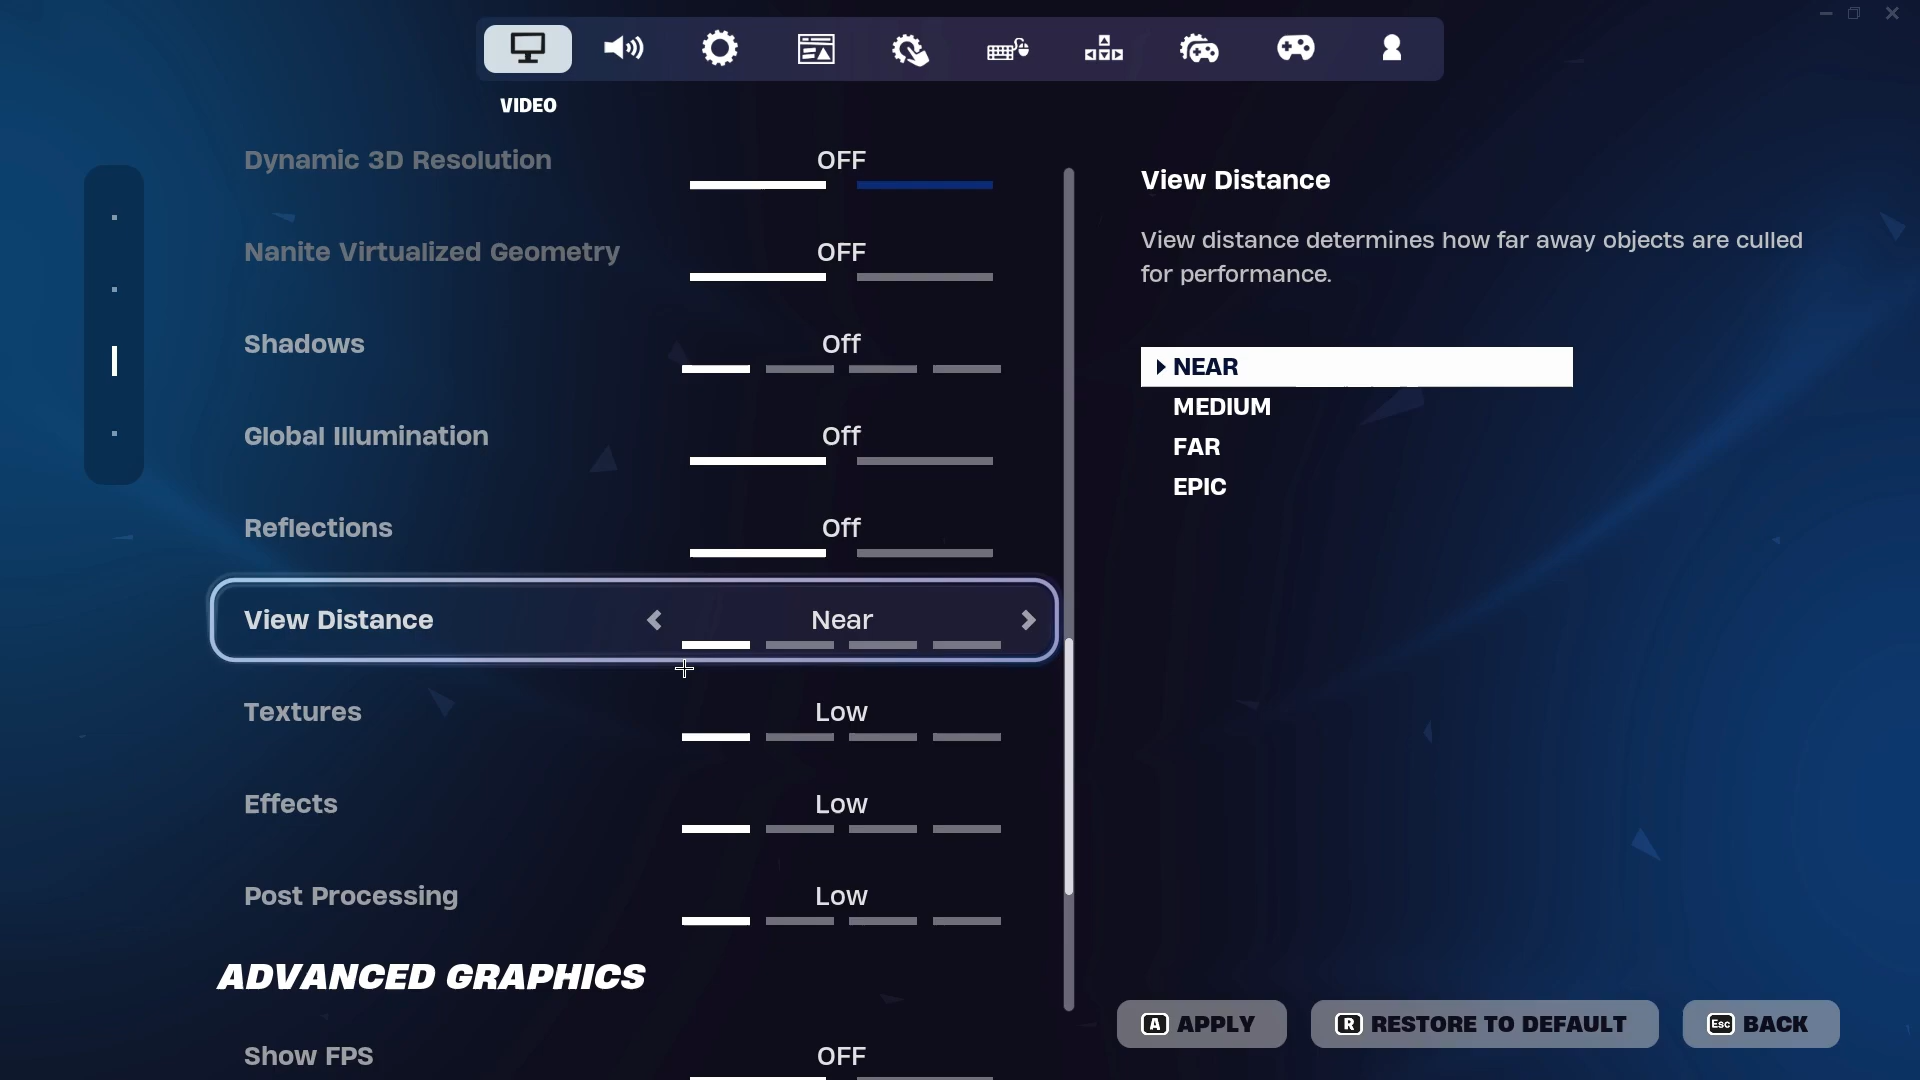 VIDEO
Dynamic 3D Resolution OFF
Nanite Virtualized Geometry OFF
Shadows Off
Global Illumination Off
Reflections Off
View Distance Near
Textures Low
Effects Low
Post Processing Low
ADVANCED GRAPHICS
Show FPS OFF
View Distance
View distance determines how far away objects are culled
for performance.
NEAR
MEDIUM
FAR
EPIC
A APPLY
R RESTORE TO DEFAULT
Esc BACK